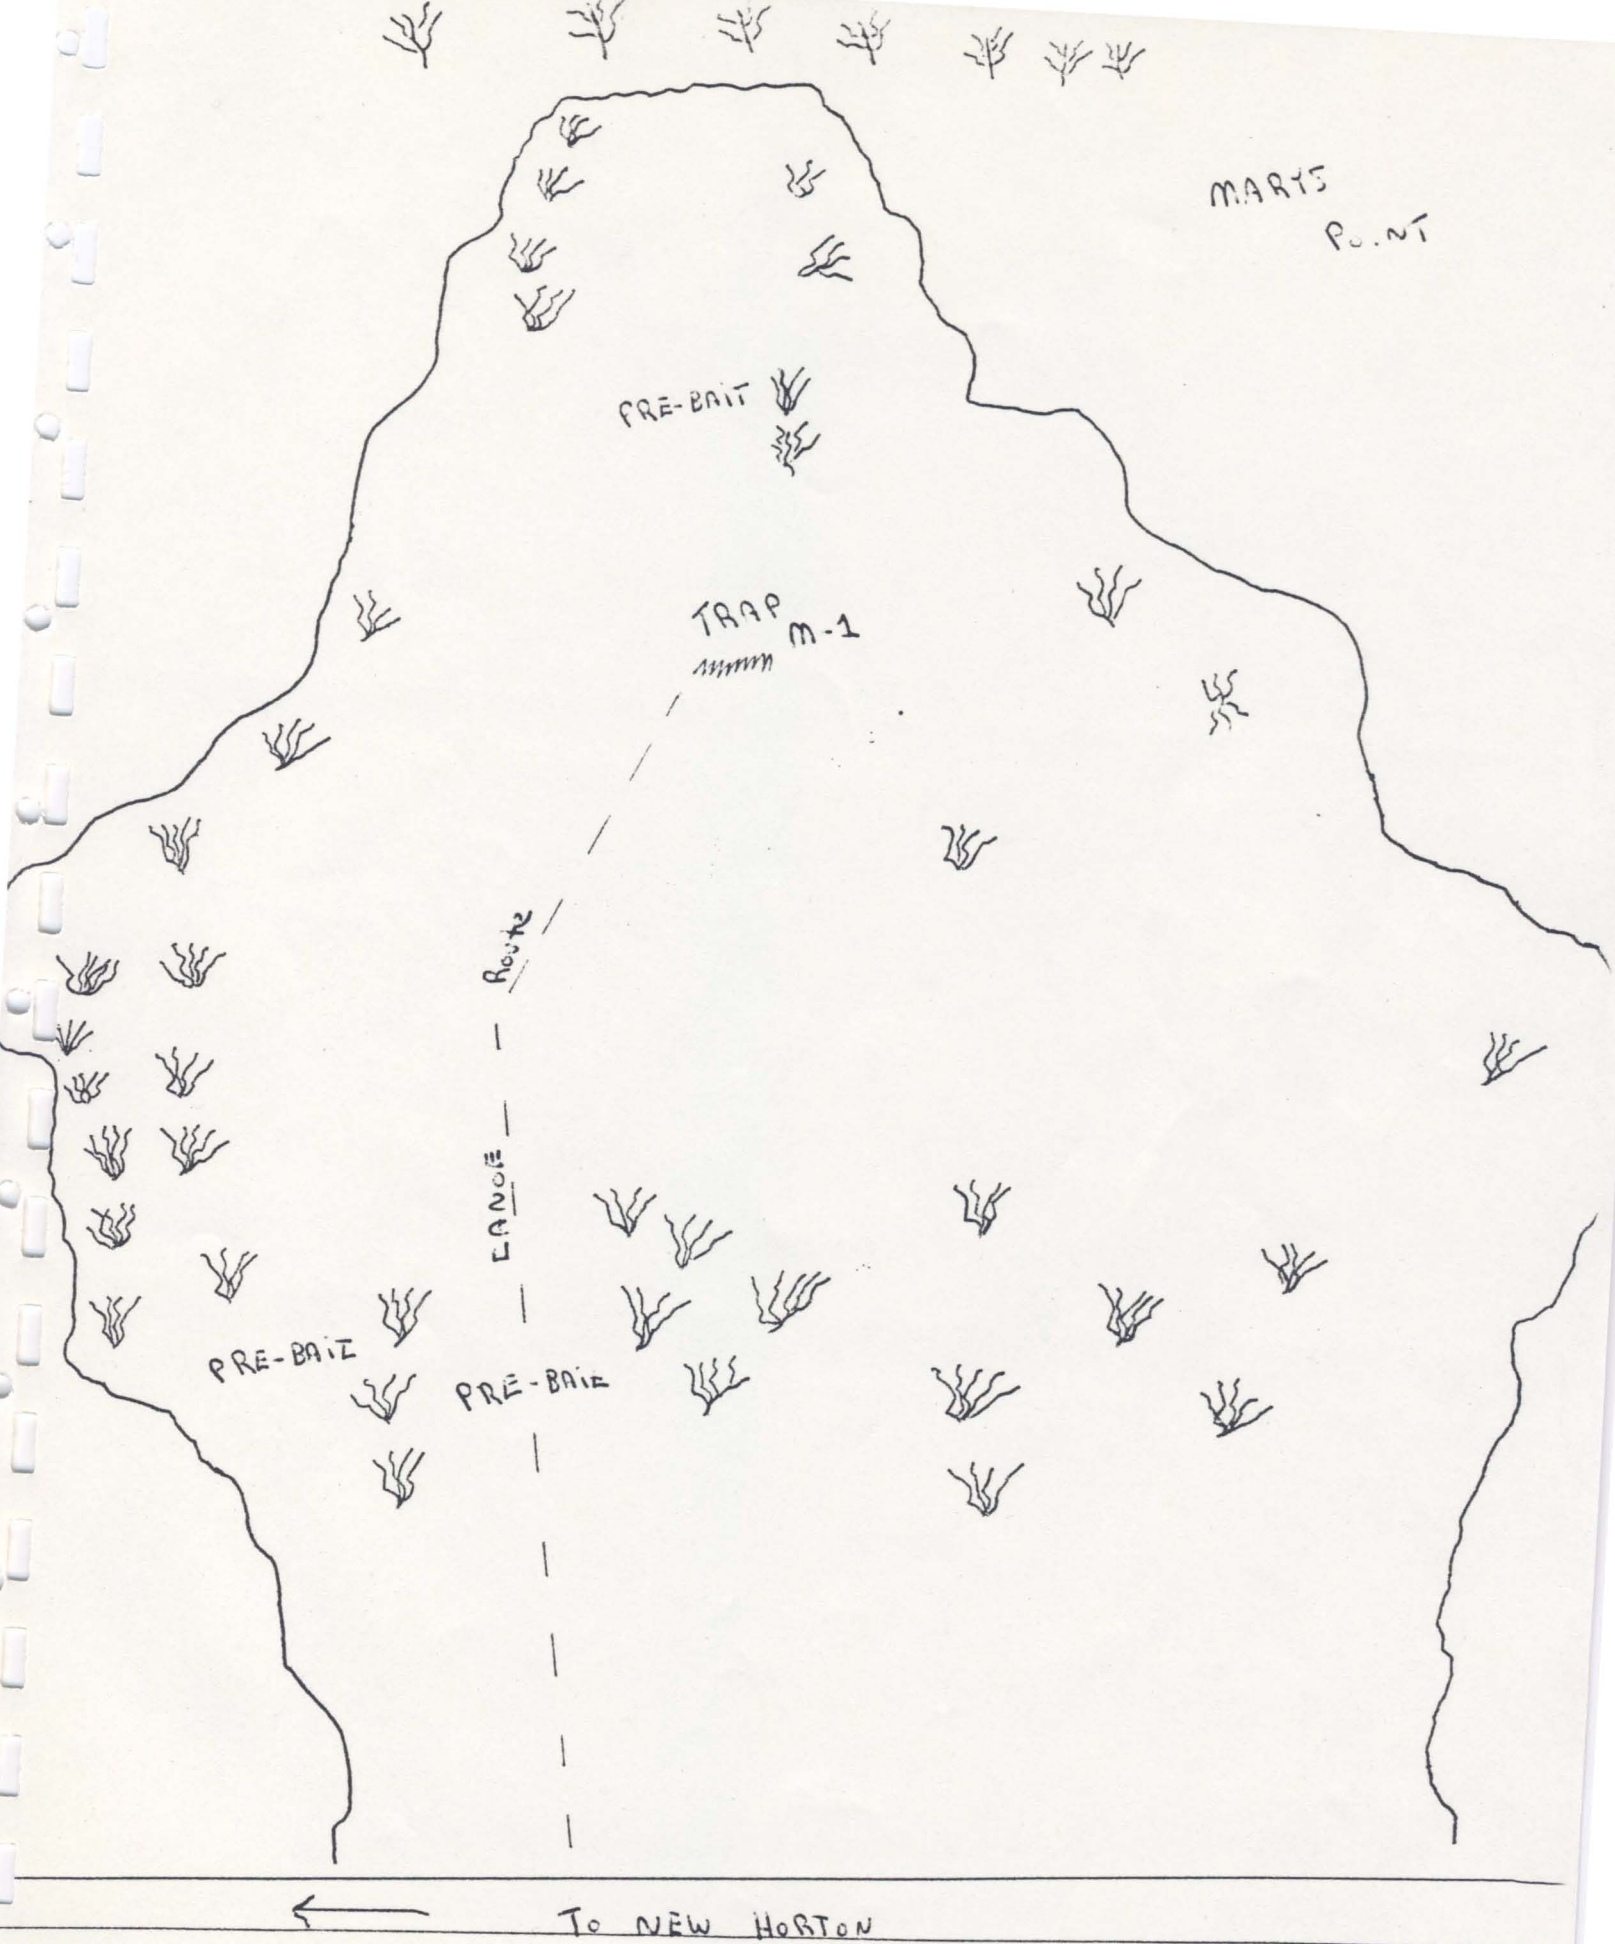 MARYS
POINT
PRE-BAIT
TRAP
M-1
Route
CANOE
PRE-BAIT
PRE-BAIT
TO NEW HORTON